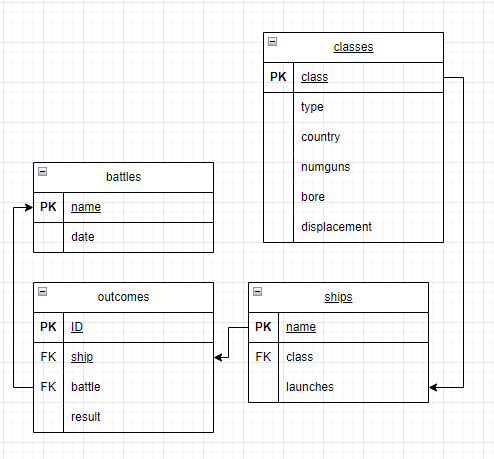 classes
PK class
type
country
numguns
bore
displacement
battles
PK name
date
outcomes
PK ID
FK ship
FK battle
result
ships
PK name
FK class
launches